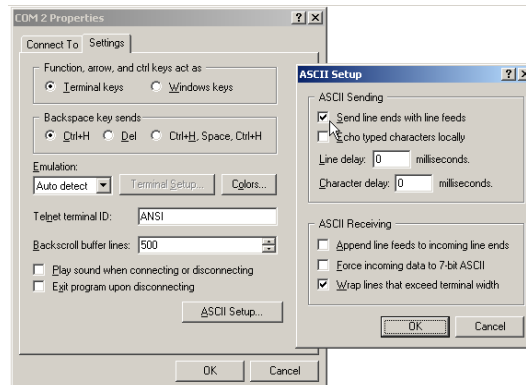 COM 2 Properties
Connect To Settings
Function, arrow, and ctrl keys act as
Terminal keys Windows keys
Backspace key sends
Ctrl+H Del Ctrl+H, Space, Ctrl+H
Emulation:
Auto detect Terminal Setup... Colors...
Telnet terminal ID: ANSI
Backscroll buffer lines: 500
Play sound when connecting or disconnecting
Exit program upon disconnecting
ASCII Setup...
OK Cancel
ASCII Setup
ASCII Sending
Send line ends with line feeds
Echo typed characters locally
Line delay: 0 milliseconds.
Character delay: 0 milliseconds.
ASCII Receiving
Append line feeds to incoming line ends
Force incoming data to 7-bit ASCII
Wrap lines that exceed terminal width
OK Cancel